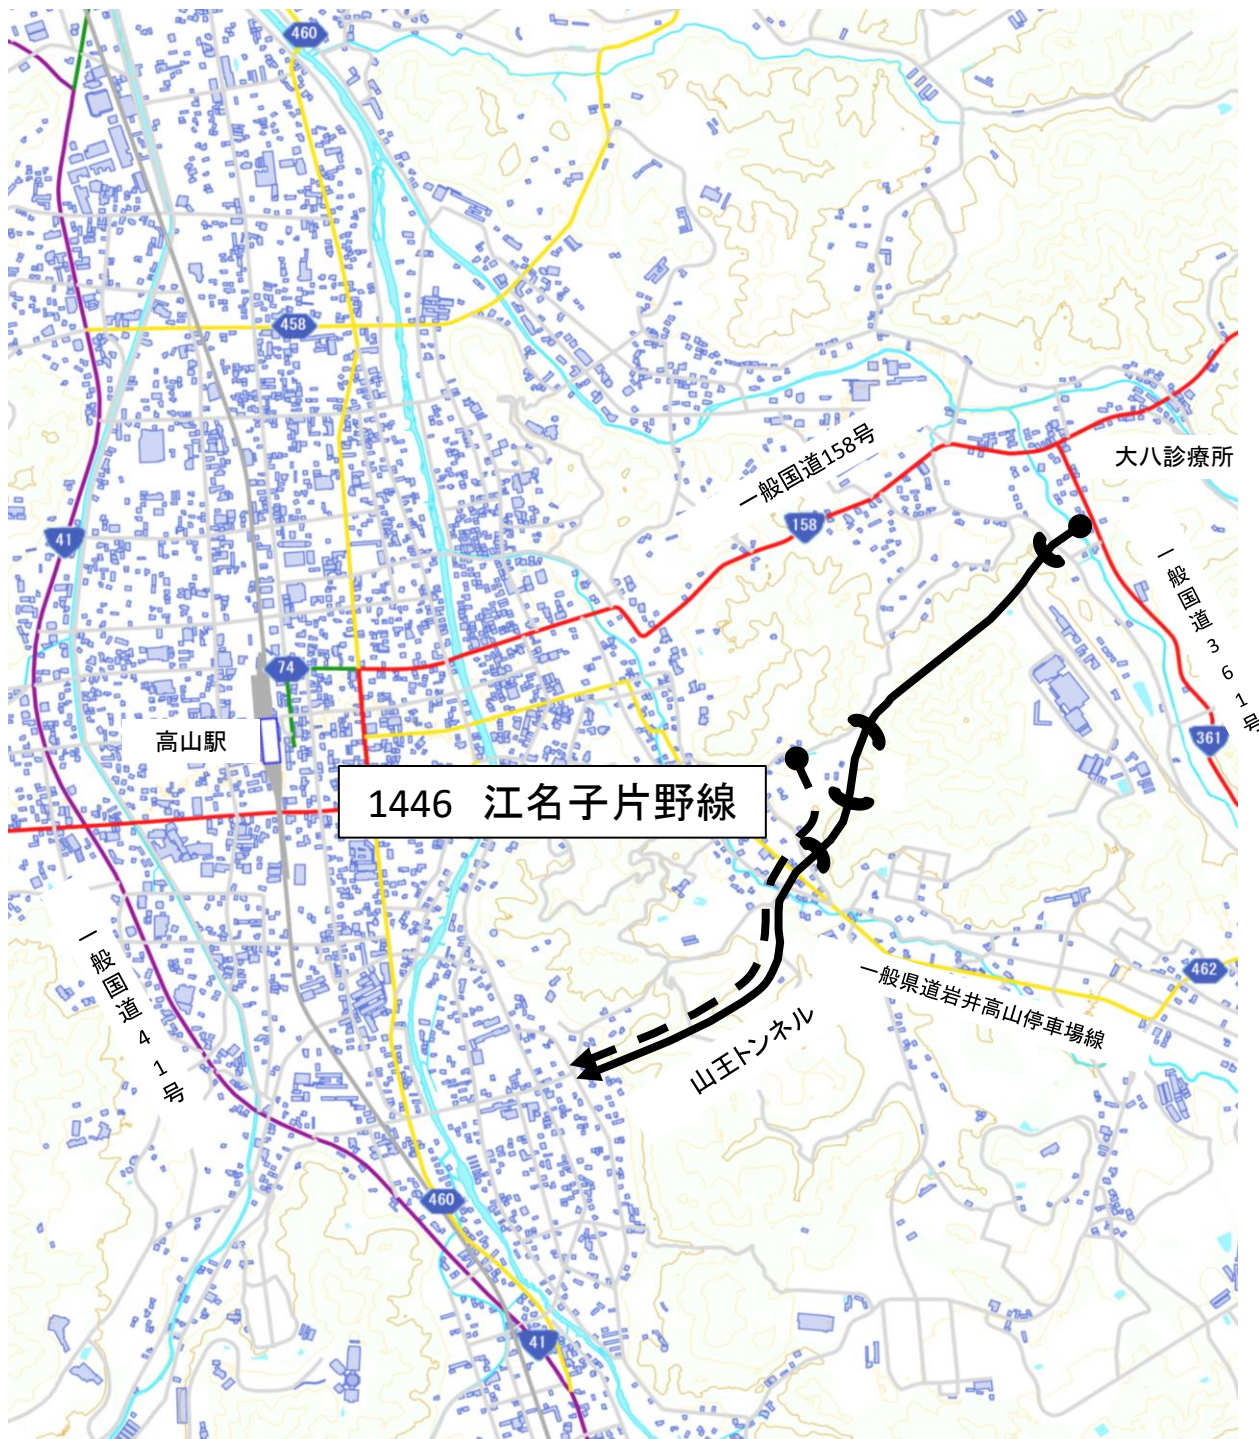 460
458
一般国道158号
大八診療所
158
41
一般国道361号
74
361
高山駅
1446 江名子片野線
一般国道41号
462
一般県道岩井高山停車場線
山王トンネル
460
41